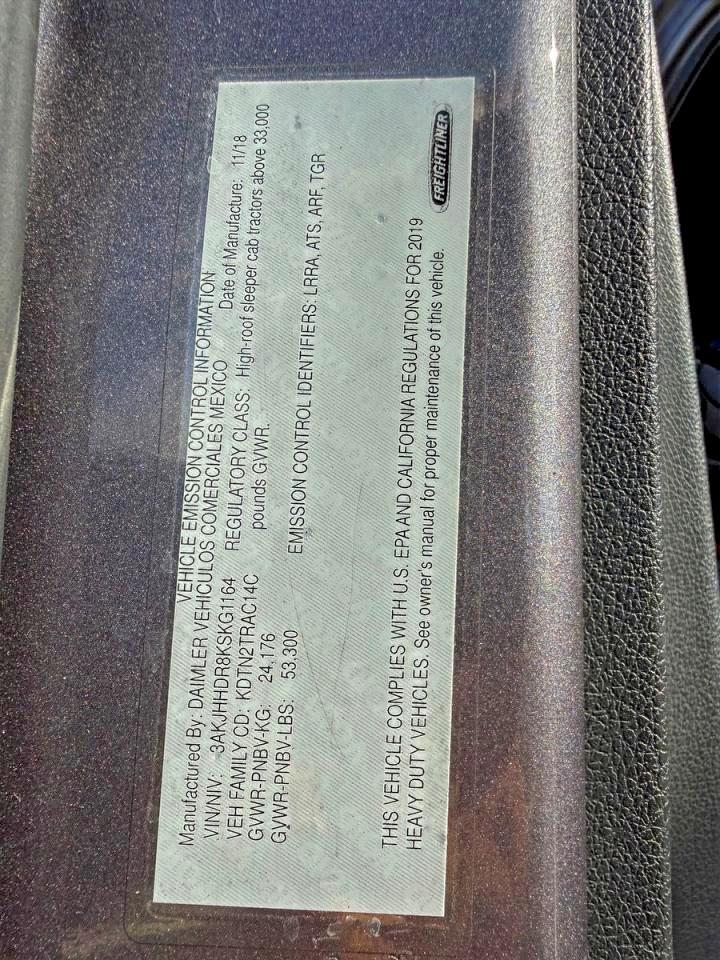 VEHICLE EMISSION CONTROL INFORMATION
Manufactured By: DAIMLER VEHICULOS COMERCIALES MEXICO Date of Manufacture: 11/18
VIN/NIV: 3AKJHHDR8KSKG1164 REGULATORY CLASS: High-roof sleeper cab tractors above 33,000
VEH FAMILY CD: KDTN2TRAC14C pounds GVWR.
GVWR-PNBV-KG: 24.176
GVWR-PNBV-LBS: 53.300 EMISSION CONTROL IDENTIFIERS: LRRA, ATS, ARF, TGR
THIS VEHICLE COMPLIES WITH U.S. EPA AND CALIFORNIA REGULATIONS FOR 2019
HEAVY DUTY VEHICLES. See owner's manual for proper maintenance of this vehicle.
FREIGHTLINER